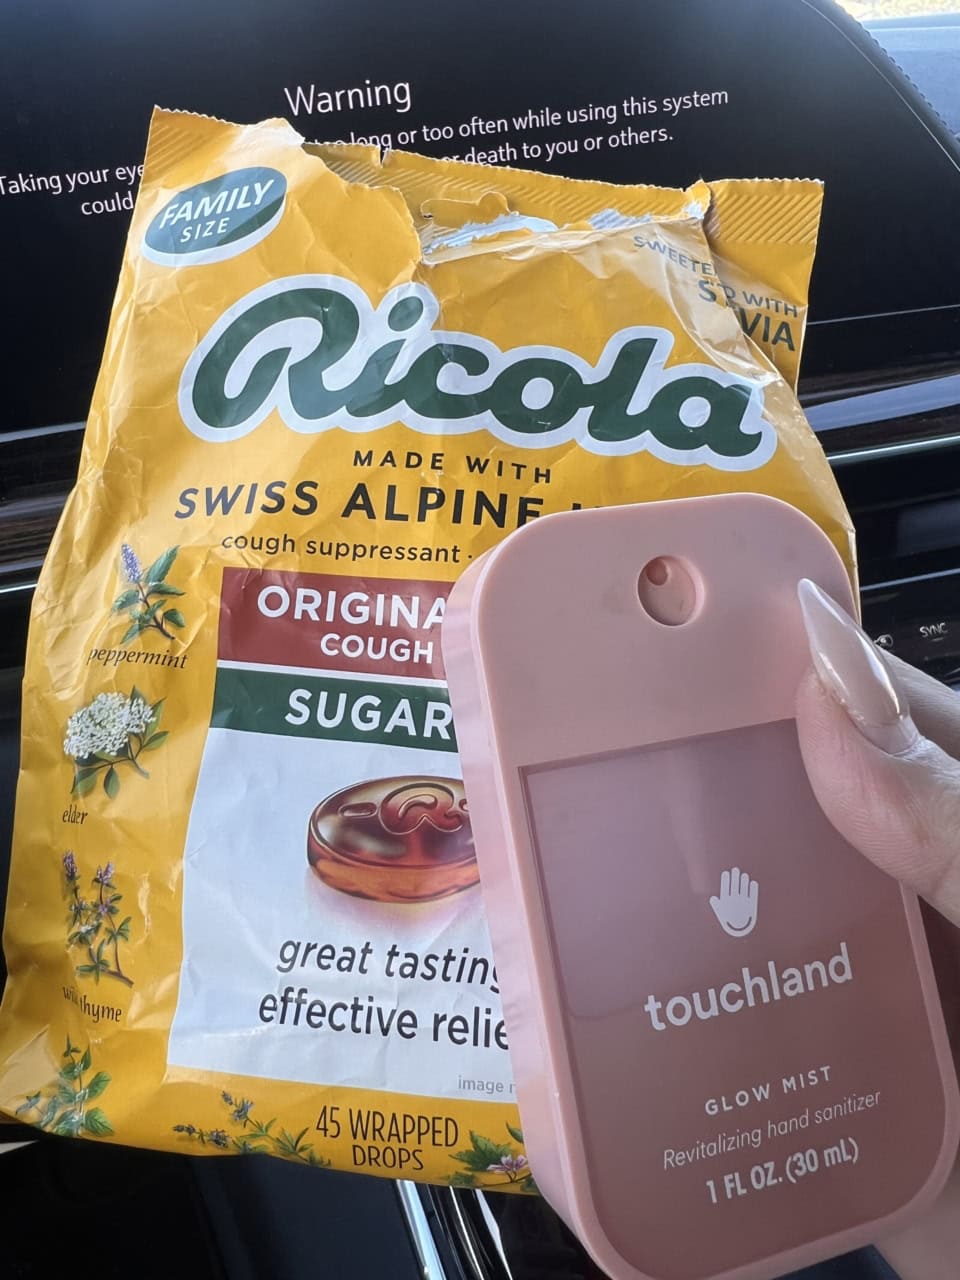 Warning
long or too often while using this system
Taking your eye
death to you or others.
could
FAMILY
SIZE
SWEETE
D WITH
VIA
Ricola
MADE WITH
SWISS ALPINE
cough suppressant ·
ORIGINA
COUGH
SUGAR
peppermint
elder
thyme
great tasting
effective relie
image
45 WRAPPED
DROPS
SYNC
touchland
GLOW MIST
Revitalizing hand sanitizer
1 FL OZ. (30 mL)